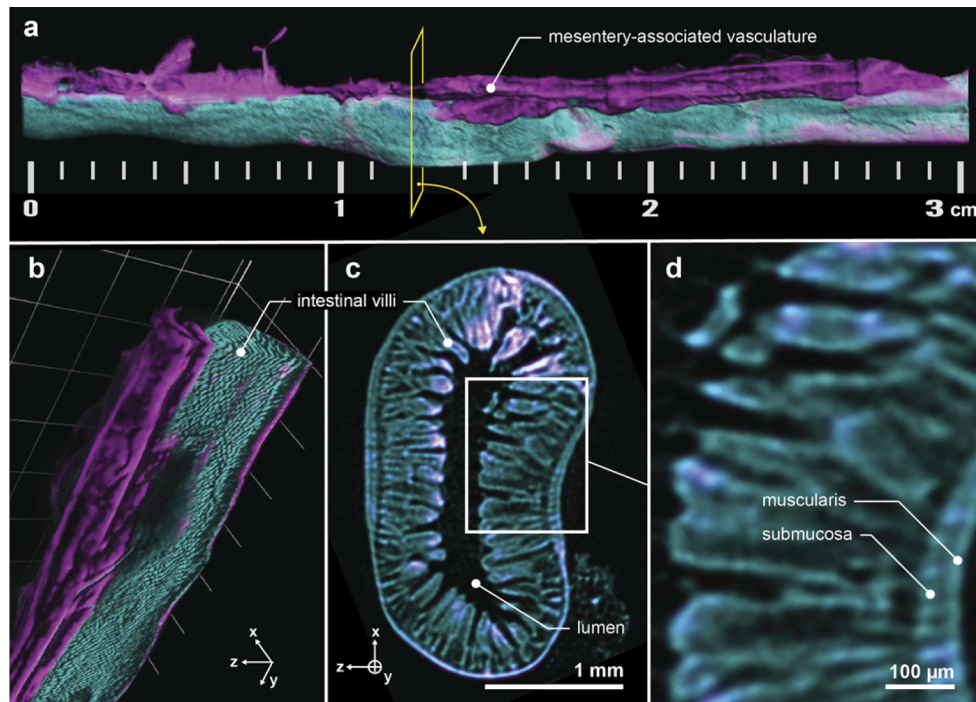 a
mesentery-associated vasculature
0 1 2 3 cm
b
intestinal villi
x
z
y
c
lumen
x
z
y
1 mm
d
muscularis
submucosa
100 µm